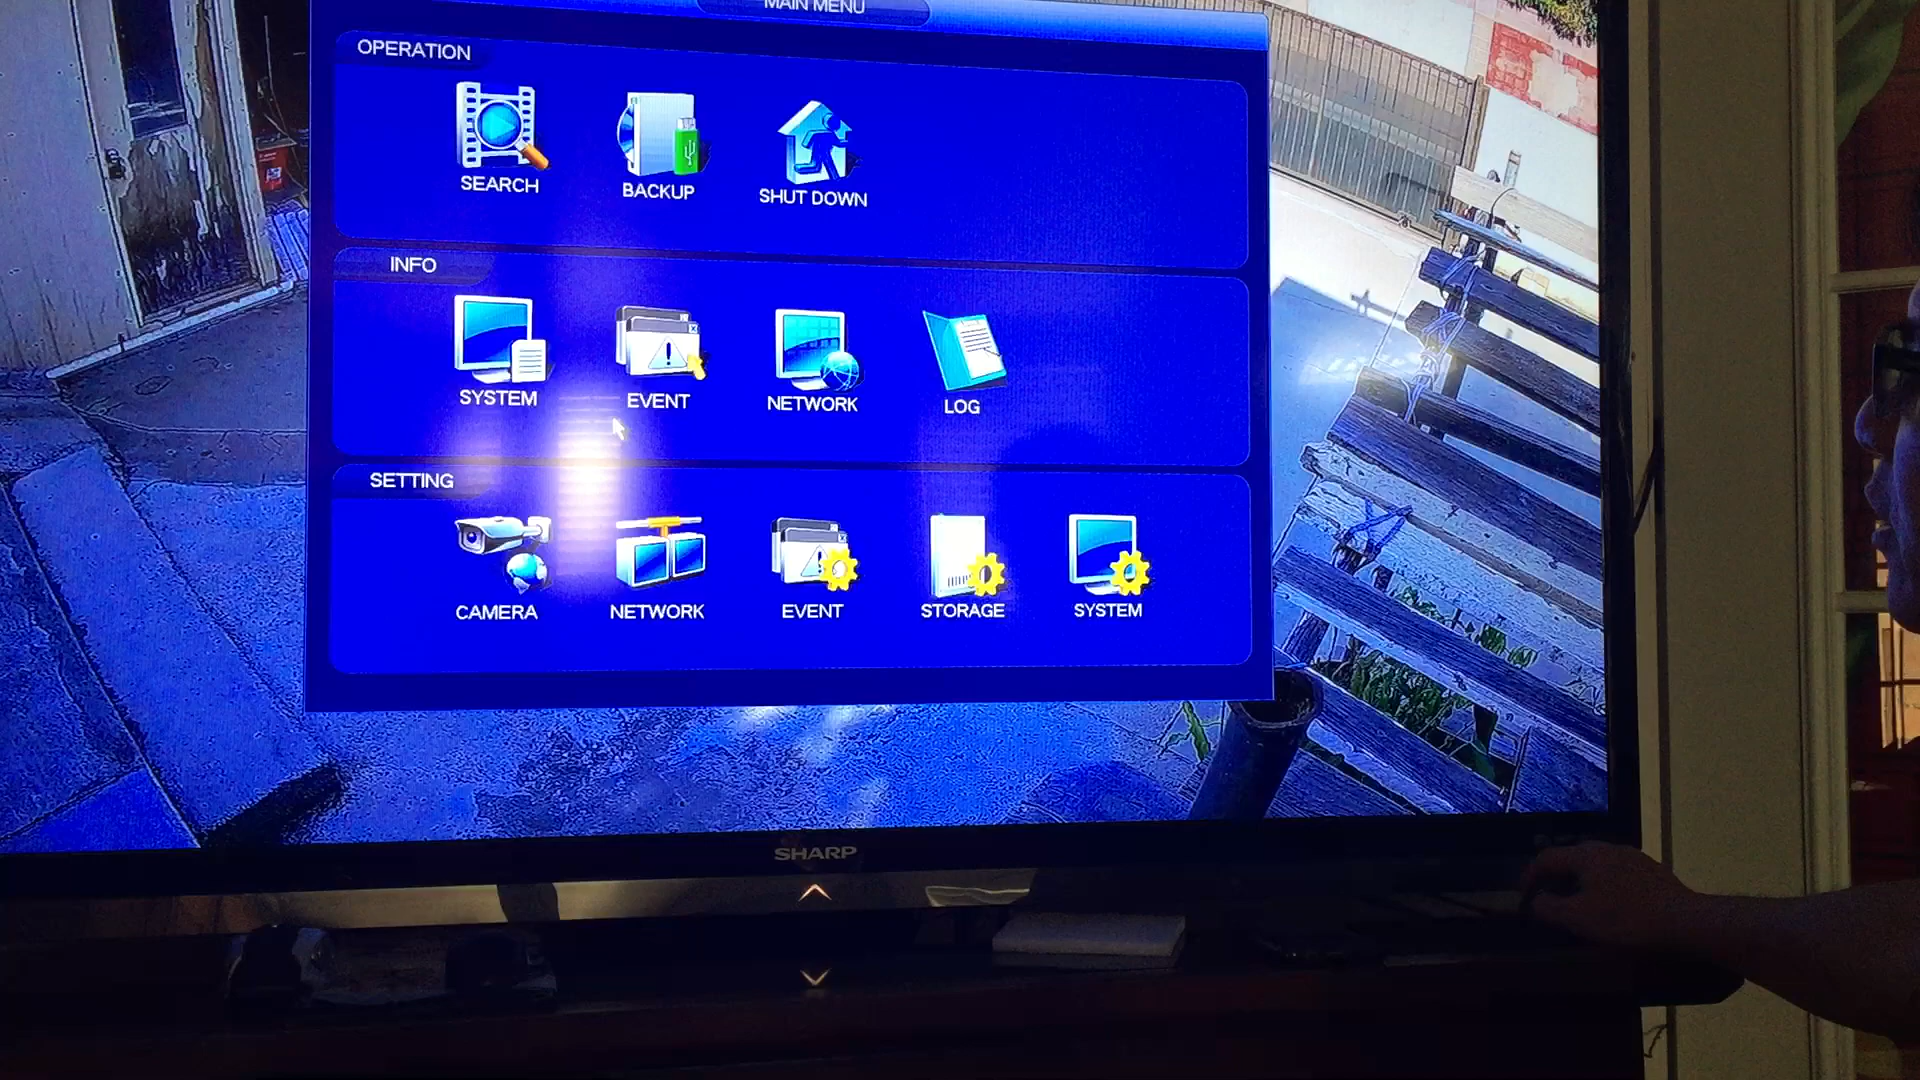 MAIN MENU
OPERATION
SEARCH
BACKUP
SHUT DOWN
INFO
SYSTEM
EVENT
NETWORK
LOG
SETTING
CAMERA
NETWORK
EVENT
STORAGE
SYSTEM
SHARP